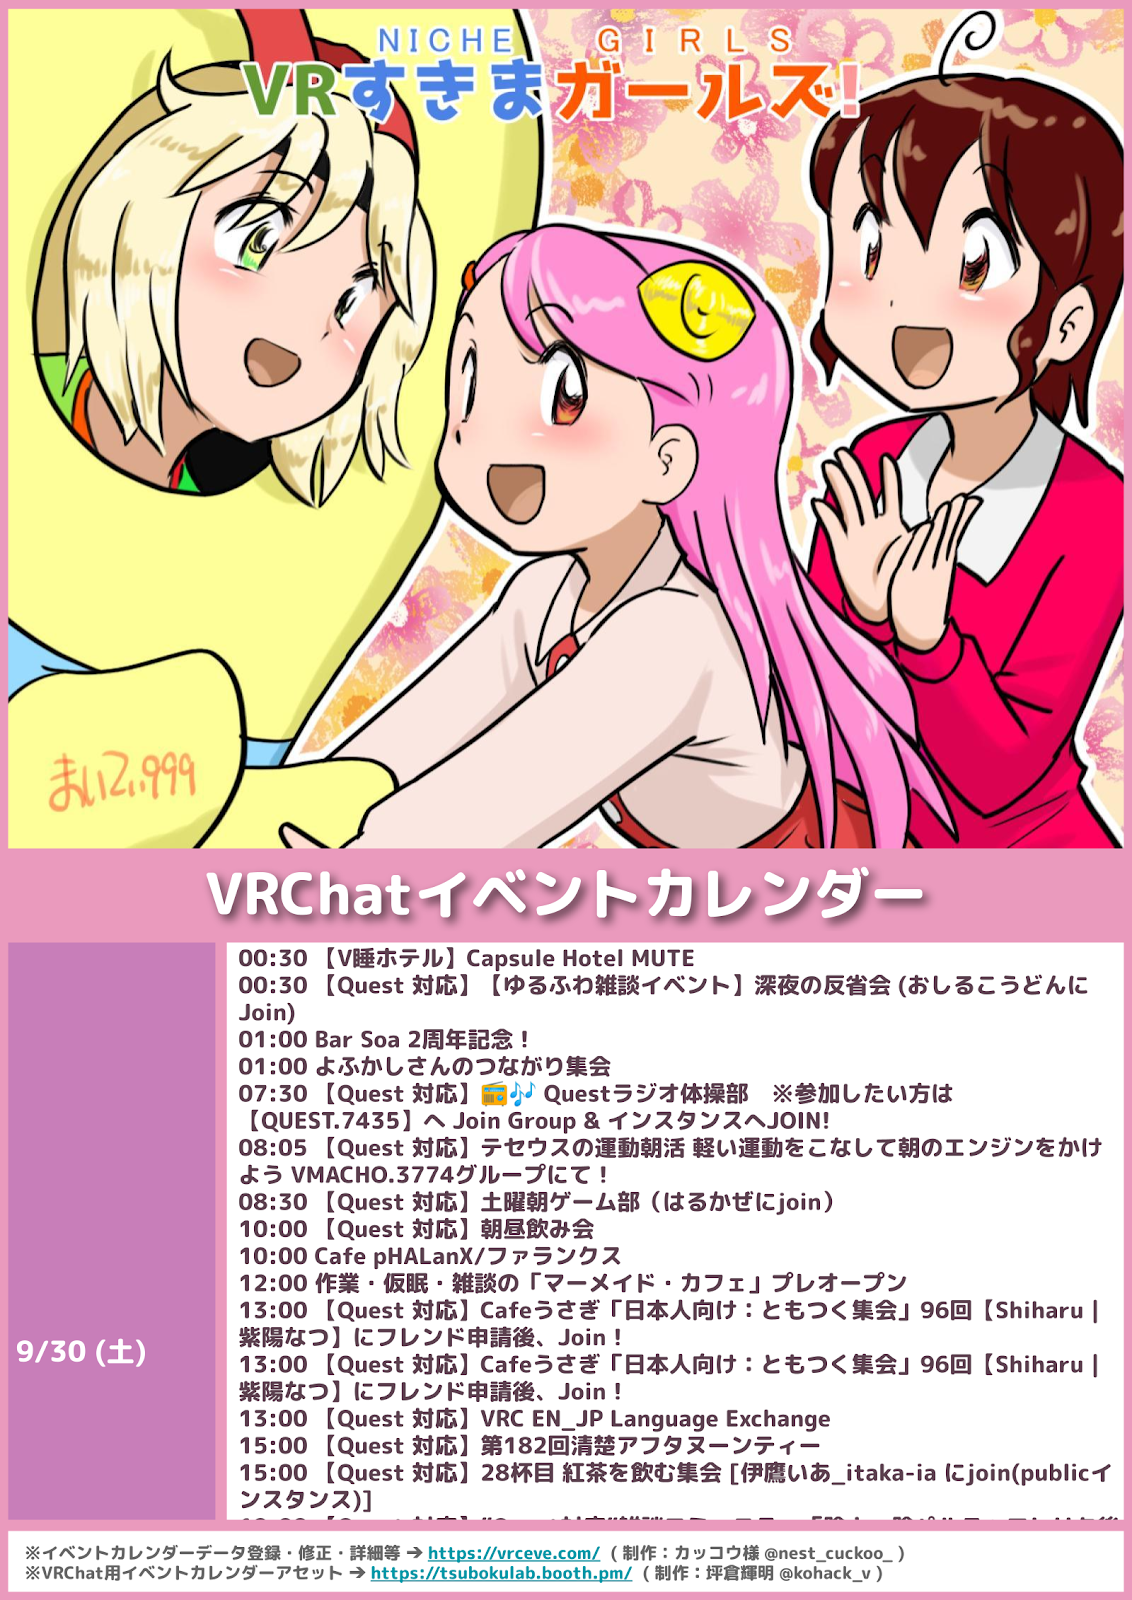 NICHE GIRLS
VRすきまガールズ!
まいてぃ999
VRChatイベントカレンダー
9/30 (土)
00:30 【V睡ホテル】Capsule Hotel MUTE
00:30 【Quest 対応】【ゆるふわ雑談イベント】深夜の反省会 (おしるこうどんに
Join)
01:00 Bar Soa 2周年記念！
01:00 よふかしさんのつながり集会
07:30 【Quest 対応】📻🎶 Questラジオ体操部　※参加したい方は
【QUEST.7435】へ Join Group & インスタンスへJOIN!
08:05 【Quest 対応】テセウスの運動朝活 軽い運動をこなして朝のエンジンをかけ
よう VMACHO.3774グループにて！
08:30 【Quest 対応】土曜朝ゲーム部（はるかぜにjoin）
10:00 【Quest 対応】朝昼飲み会
10:00 Cafe pHALanX/ファランクス
12:00 作業・仮眠・雑談の「マーメイド・カフェ」プレオープン
13:00 【Quest 対応】Cafeうさぎ「日本人向け：ともつく集会」96回【Shiharu |
紫陽なつ】にフレンド申請後、Join！
13:00 【Quest 対応】Cafeうさぎ「日本人向け：ともつく集会」96回【Shiharu |
紫陽なつ】にフレンド申請後、Join！
13:00 【Quest 対応】VRC EN_JP Language Exchange
15:00 【Quest 対応】第182回清楚アフタヌーンティー
15:00 【Quest 対応】28杯目 紅茶を飲む集会 [伊鷹いあ_itaka-ia にjoin(publicイ
ンスタンス)]
※イベントカレンダーデータ登録・修正・詳細等 ➔ https://vrceve.com/ （制作：カッコウ様 @nest_cuckoo_ ）
※VRChat用イベントカレンダーアセット ➔ https://tsubokulab.booth.pm/ （制作：坪倉輝明 @kohack_v ）